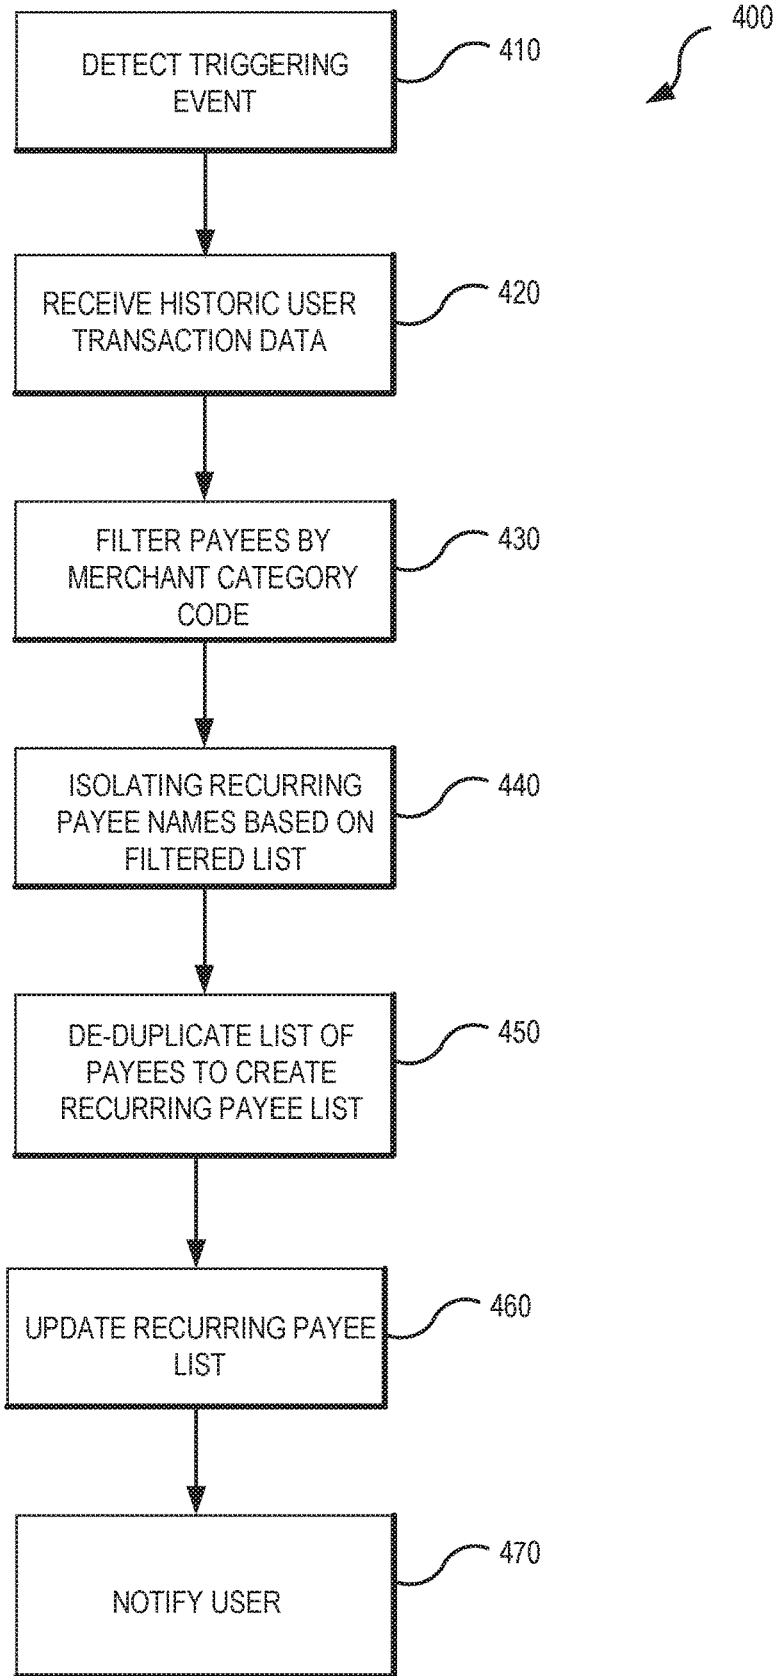 400
DETECT TRIGGERING
EVENT
410
RECEIVE HISTORIC USER
TRANSACTION DATA
420
FILTER PAYEES BY
MERCHANT CATEGORY
CODE
430
ISOLATING RECURRING
PAYEE NAMES BASED ON
FILTERED LIST
440
DE-DUPLICATE LIST OF
PAYEES TO CREATE
RECURRING PAYEE LIST
450
UPDATE RECURRING PAYEE
LIST
460
NOTIFY USER
470